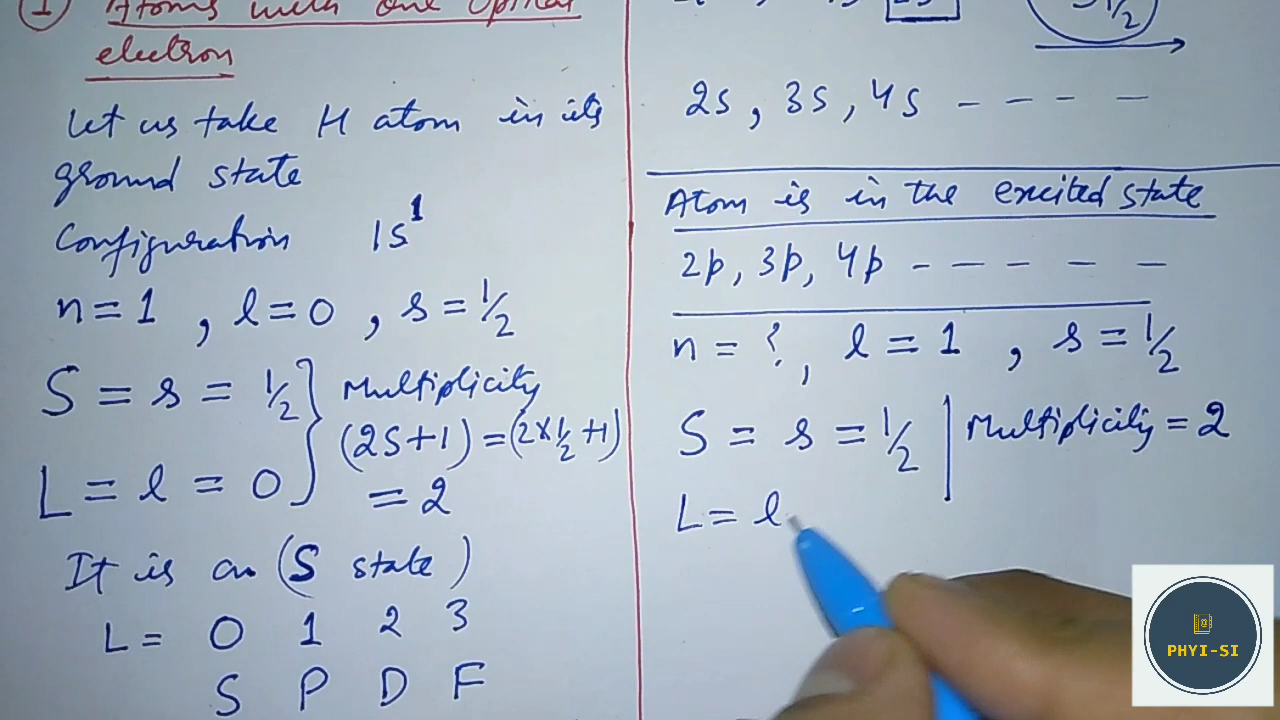 ① Atoms with one optical
electron
Let us take H atom in its
ground state
Configuration 1s¹
n = 1 , l = 0 , s = 1/2
S = s = 1/2 } Multiplicity
(2S+1) = (2×1/2 +1)
L = l = 0 = 2
It is an (S state)
L = 0 1 2 3
S P D F
2s , 3s , 4s - - - -
Atom is in the excited state
2p, 3p, 4p - - - - - -
n = ? , l = 1 , s = 1/2
S = s = 1/2 | Multiplicity = 2
L = l
PHYI-SI